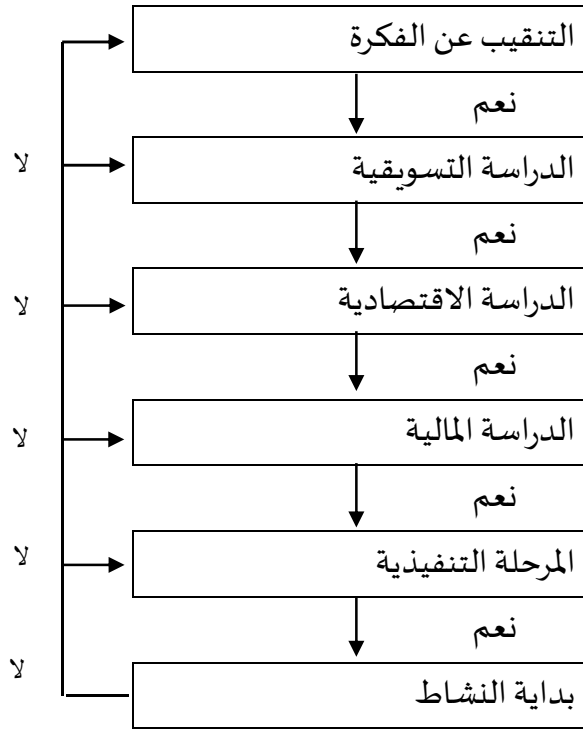 التنقيب عن الفكرة
نعم
لا
الدراسة التسويقية
نعم
لا
الدراسة الاقتصادية
نعم
لا
الدراسة المالية
نعم
لا
المرحلة التنفيذية
نعم
لا
بداية النشاط